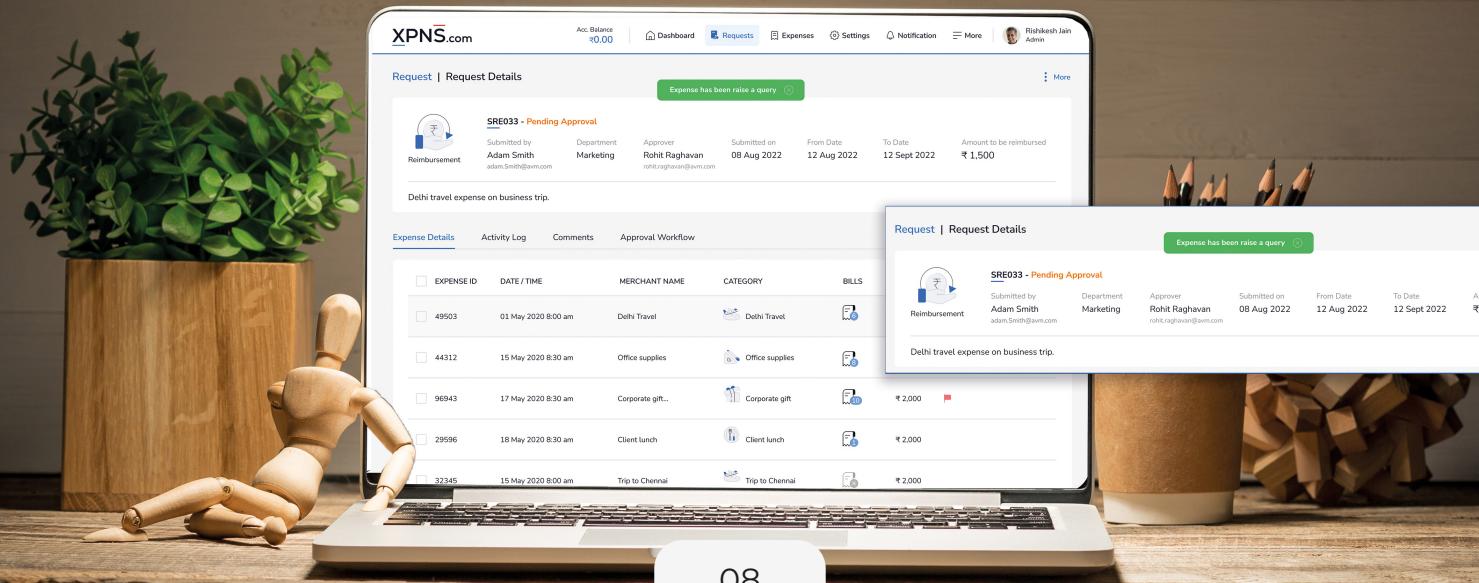 XPNS.com
Acc. Balance
₹0.00
Dashboard
Requests
Expenses
Settings
Notification
More
Rishikesh Jain
Admin
Request | Request Details
More
Expense has been raise a query
SRE033 - Pending Approval
Reimbursement
Submitted by
Adam Smith
adam.Smith@avm.com
Department
Marketing
Approver
Rohit Raghavan
rohit.raghavan@avm.com
Submitted on
08 Aug 2022
From Date
12 Aug 2022
To Date
12 Sept 2022
Amount to be reimbursed
₹ 1,500
Delhi travel expense on business trip.
Expense Details Activity Log Comments Approval Workflow
EXPENSE ID DATE / TIME MERCHANT NAME CATEGORY BILLS
49503 01 May 2020 8:00 am Delhi Travel Delhi Travel
44312 15 May 2020 8:30 am Office supplies Office supplies
96943 17 May 2020 8:30 am Corporate gift... Corporate gift 10 ₹ 2,000
29596 18 May 2020 8:30 am Client lunch Client lunch ₹ 2,000
32345 15 May 2020 8:00 am Trip to Chennai Trip to Chennai ₹ 2,000
Request | Request Details
Expense has been raise a query
SRE033 - Pending Approval
Reimbursement
Submitted by
Adam Smith
adam.Smith@avm.com
Department
Marketing
Approver
Rohit Raghavan
rohit.raghavan@avm.com
Submitted on
08 Aug 2022
From Date
12 Aug 2022
To Date
12 Sept 2022
A
₹
Delhi travel expense on business trip.
08